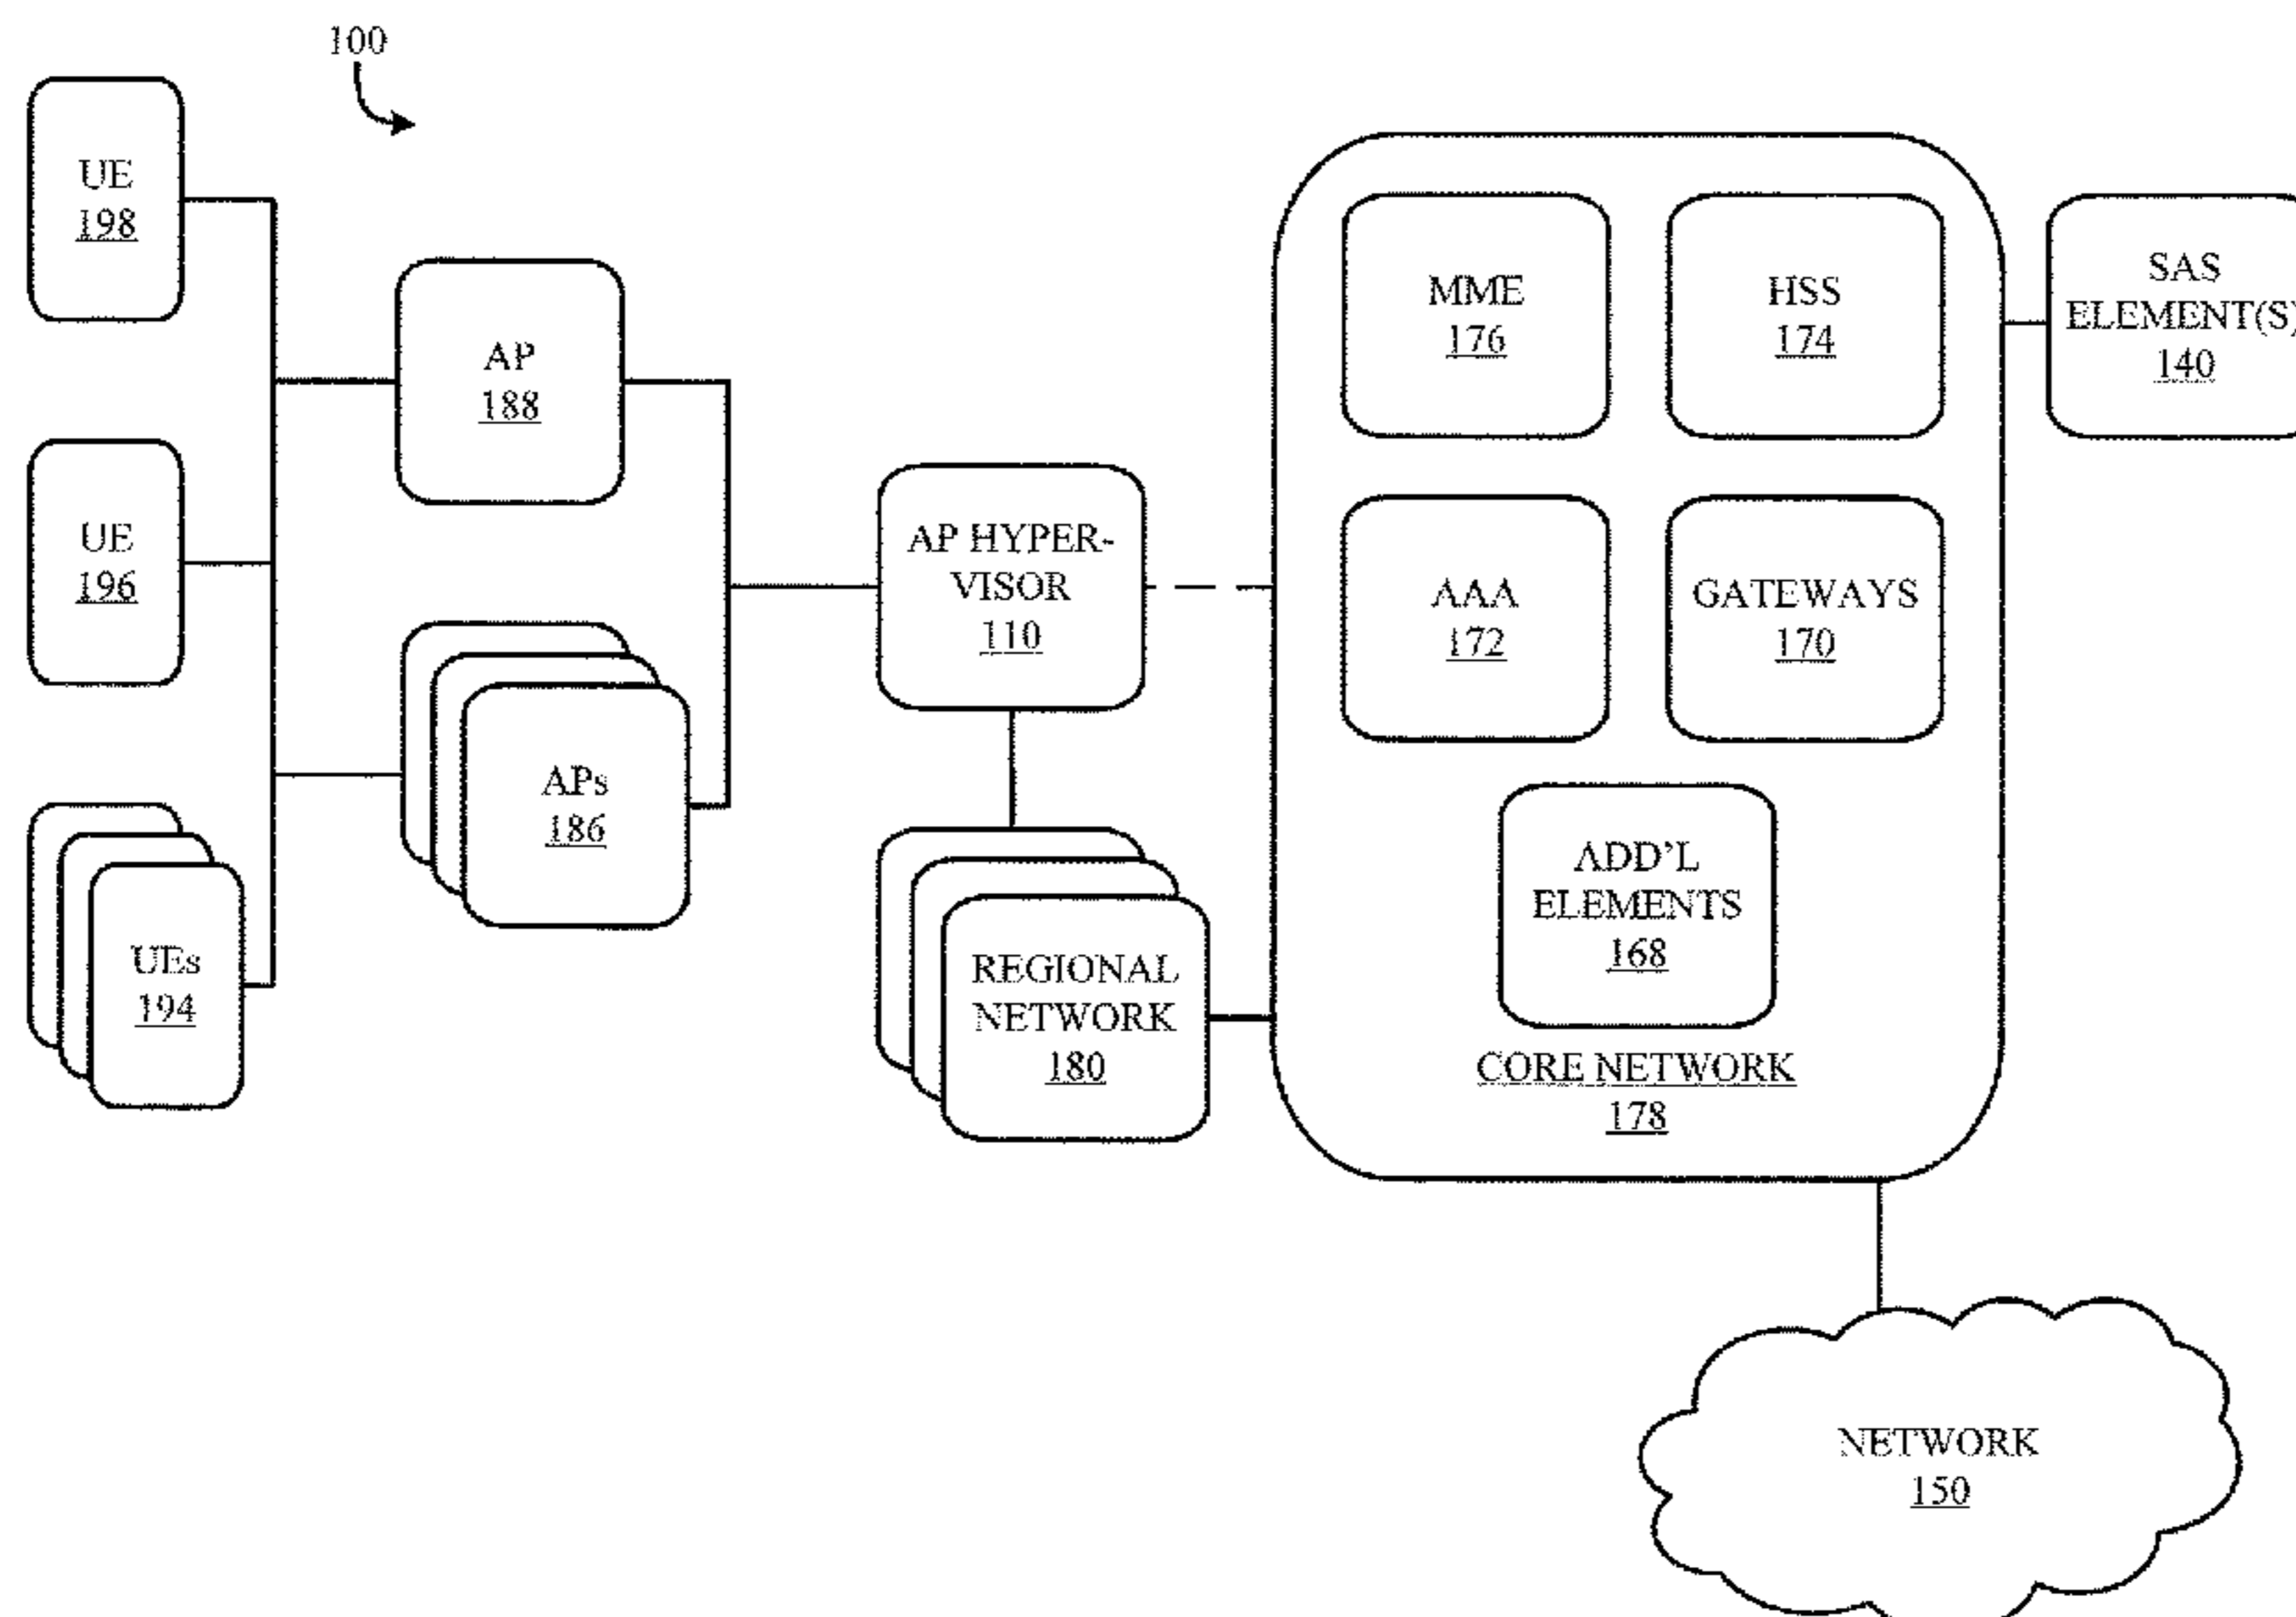 100
UE
198
UE
196
UEs
194
AP
188
APs
186
AP HYPER-
VISOR
110
REGIONAL
NETWORK
180
MME
176
HSS
174
AAA
172
GATEWAYS
170
ADD'L
ELEMENTS
168
CORE NETWORK
178
SAS
ELEMENT(S)
140
NETWORK
150